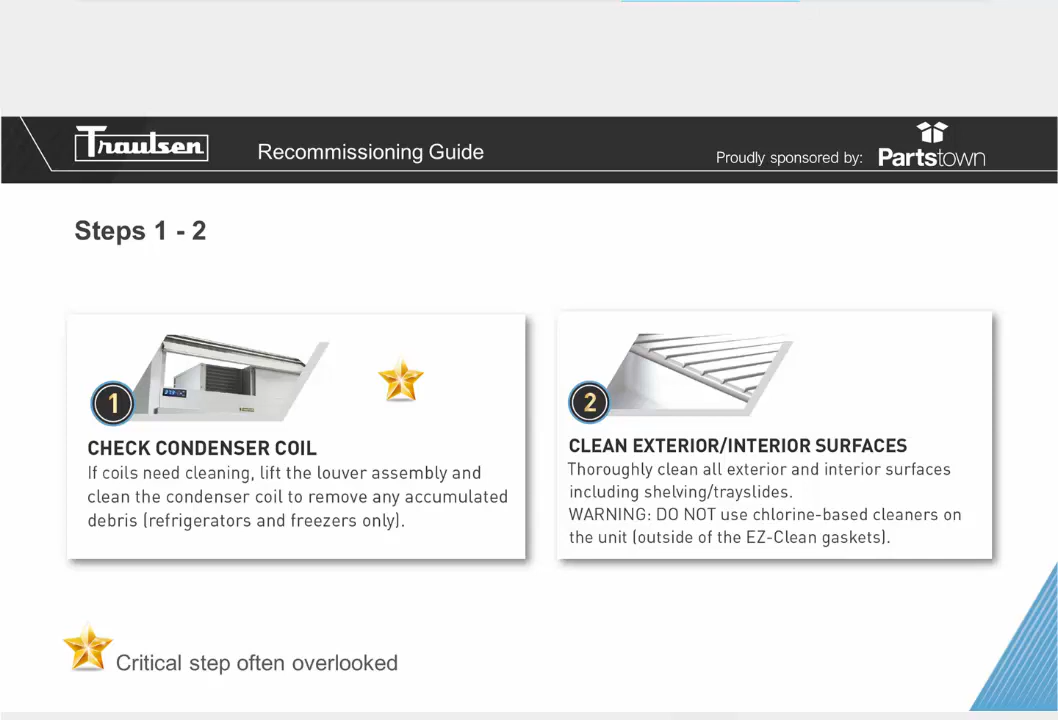 Traulsen
Recommissioning Guide
Proudly sponsored by:
Partstown
Steps 1 - 2
1
CHECK CONDENSER COIL
If coils need cleaning, lift the louver assembly and
clean the condenser coil to remove any accumulated
debris (refrigerators and freezers only).
2
CLEAN EXTERIOR/INTERIOR SURFACES
Thoroughly clean all exterior and interior surfaces
including shelving/trayslides.
WARNING: DO NOT use chlorine-based cleaners on
the unit (outside of the EZ-Clean gaskets).
Critical step often overlooked